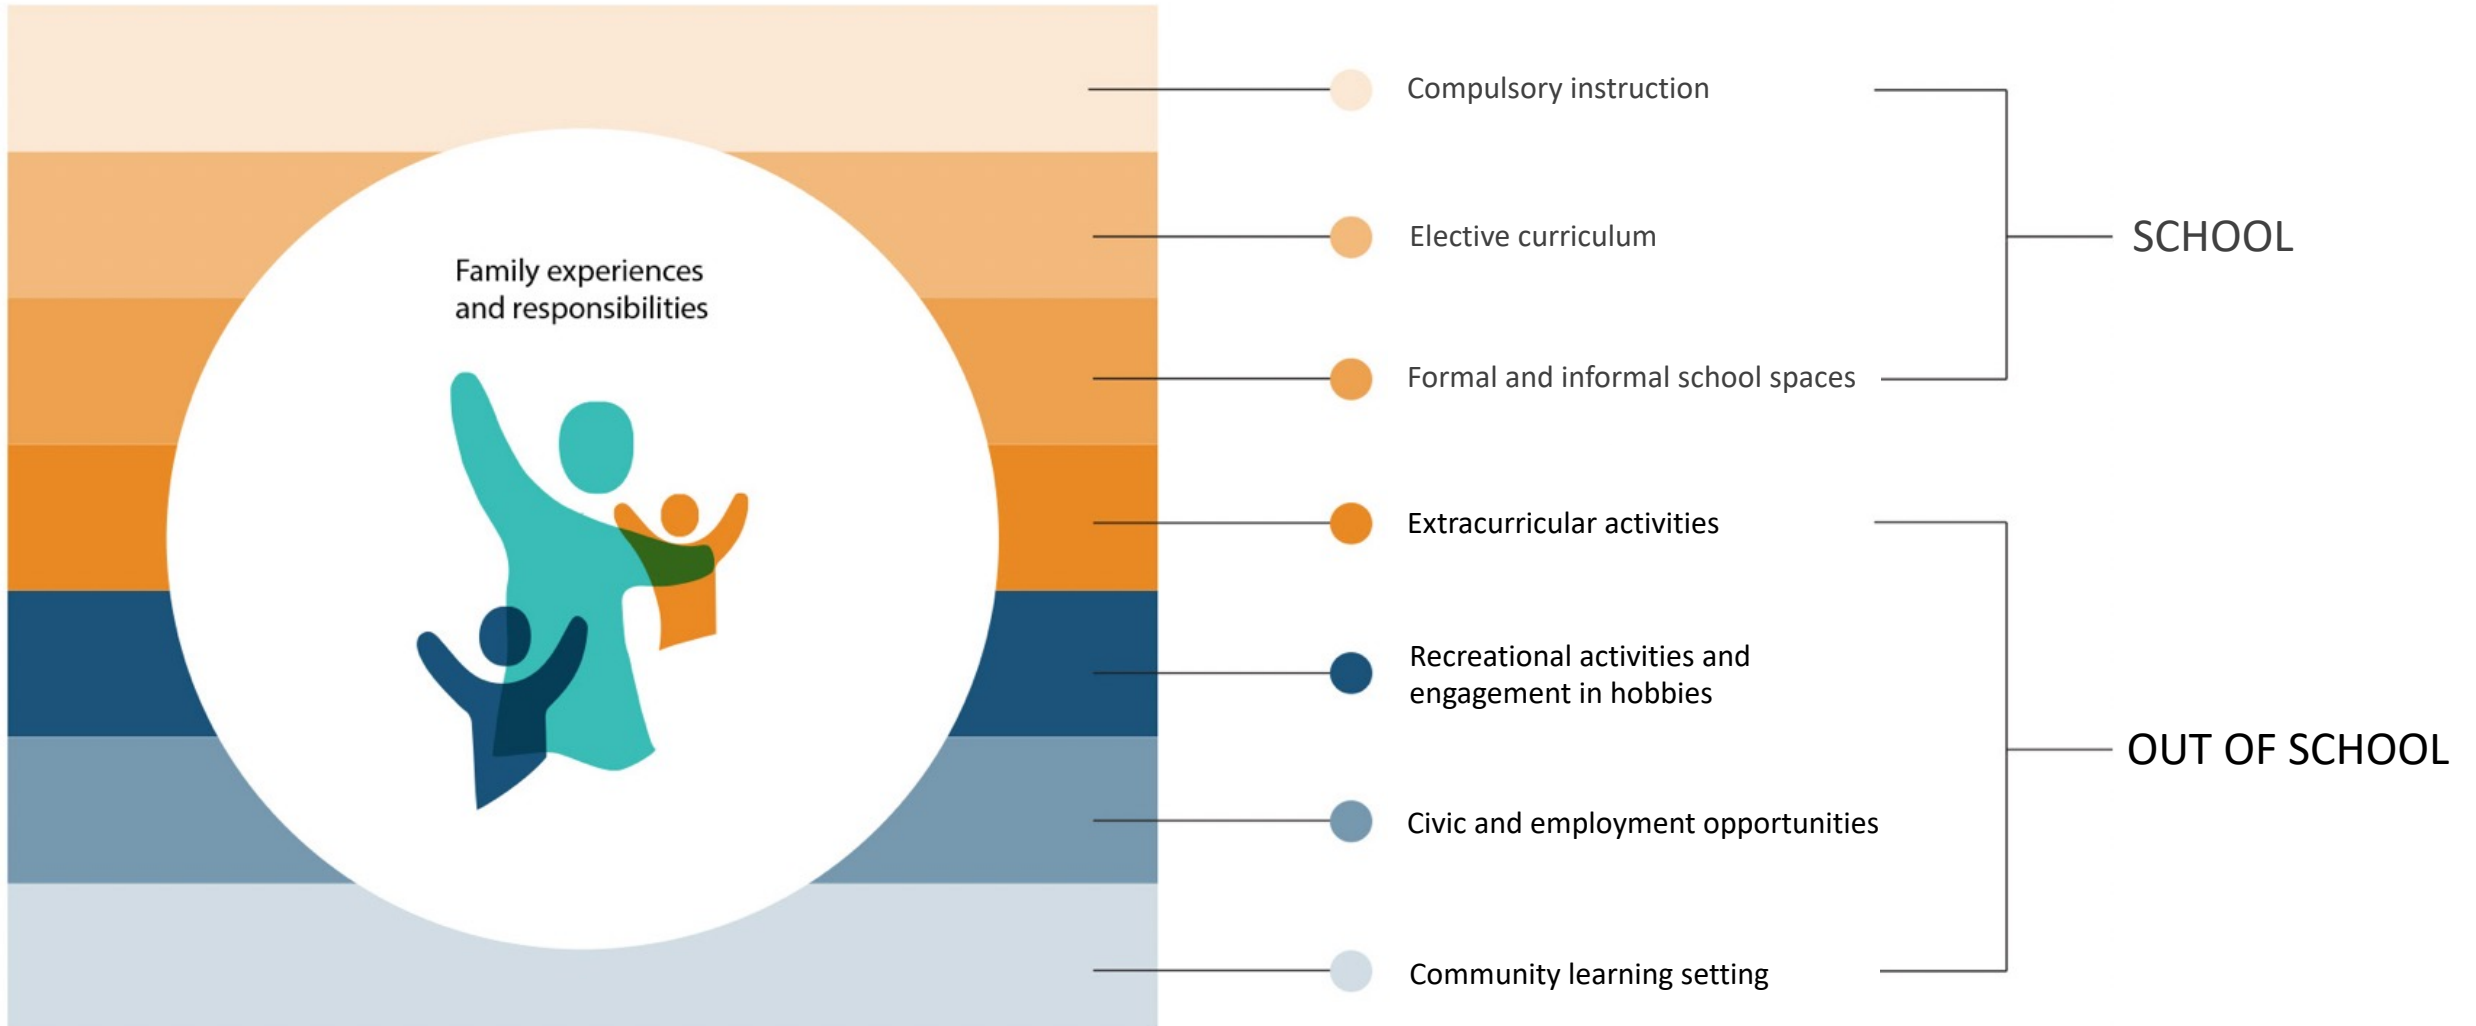 Family experiences
and responsibilities
Compulsory instruction
Elective curriculum
Formal and informal school spaces
SCHOOL
Extracurricular activities
Recreational activities and
engagement in hobbies
Civic and employment opportunities
Community learning setting
OUT OF SCHOOL